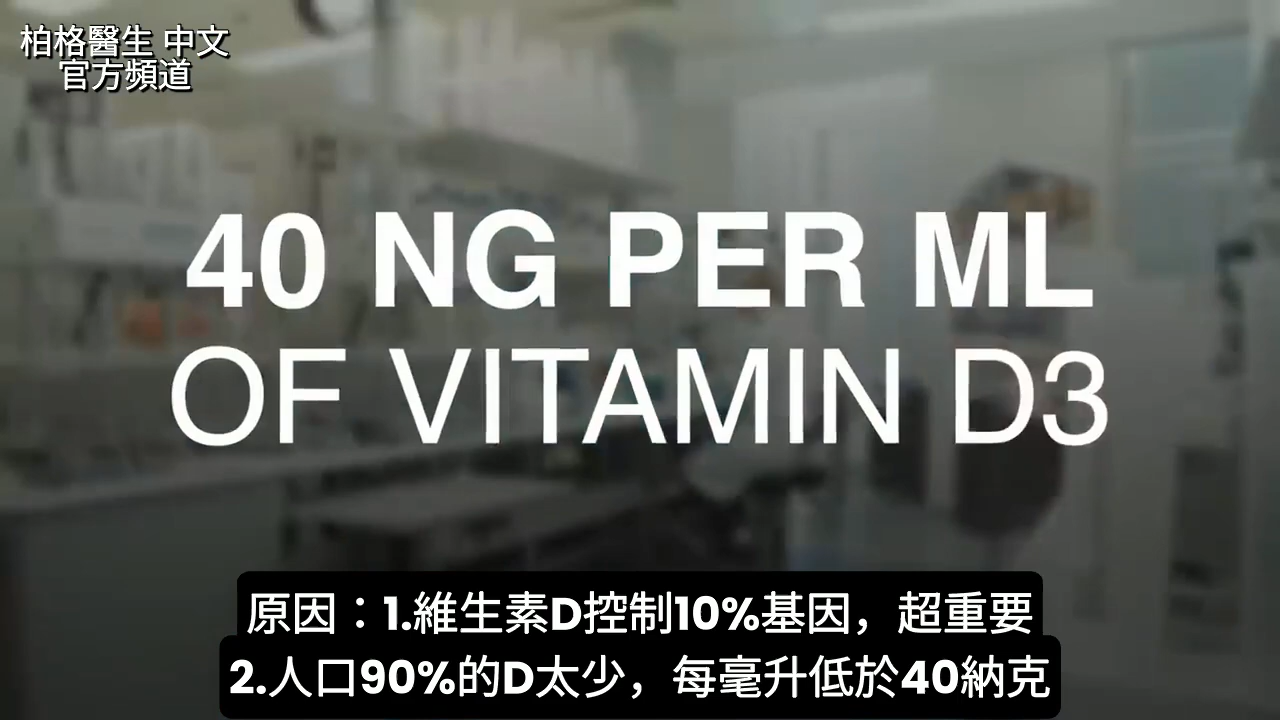 柏格醫生 中文
官方頻道
40 NG PER ML
OF VITAMIN D3
原因：1.維生素D控制10%基因，超重要
2.人口90%的D太少，每毫升低於40納克